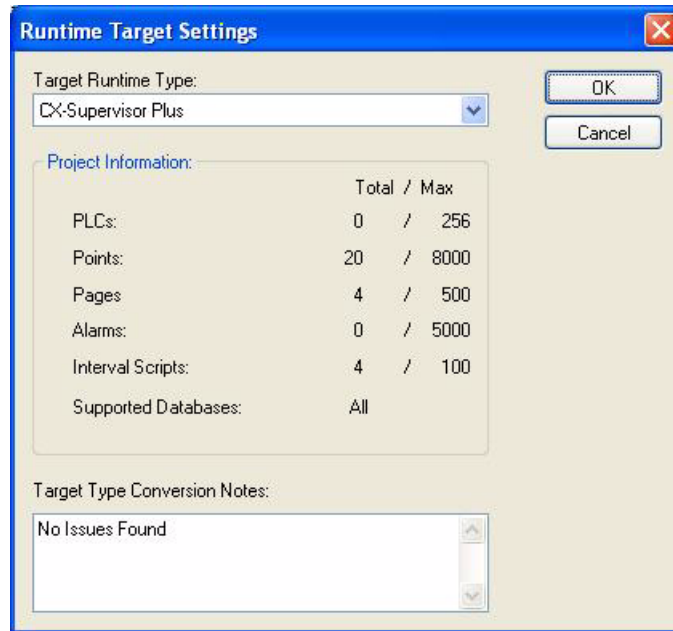 Runtime Target Settings
Target Runtime Type:
CX-Supervisor Plus
OK
Cancel
Project Information:
Total / Max
PLCs: 0 / 256
Points: 20 / 8000
Pages 4 / 500
Alarms: 0 / 5000
Interval Scripts: 4 / 100
Supported Databases: All
Target Type Conversion Notes:
No Issues Found